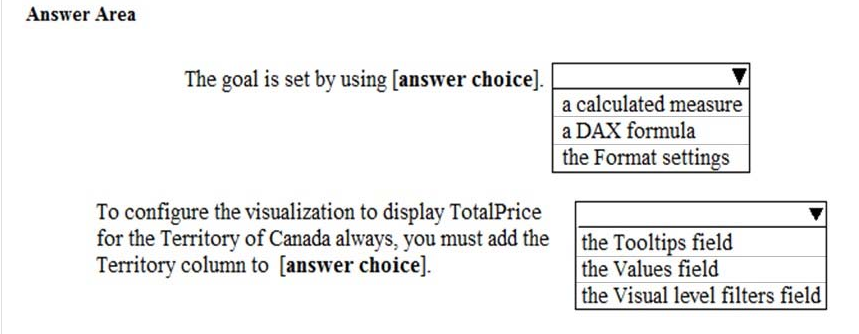 Answer Area
The goal is set by using [answer choice].
a calculated measure
a DAX formula
the Format settings
To configure the visualization to display TotalPrice
for the Territory of Canada always, you must add the
Territory column to [answer choice].
the Tooltips field
the Values field
the Visual level filters field